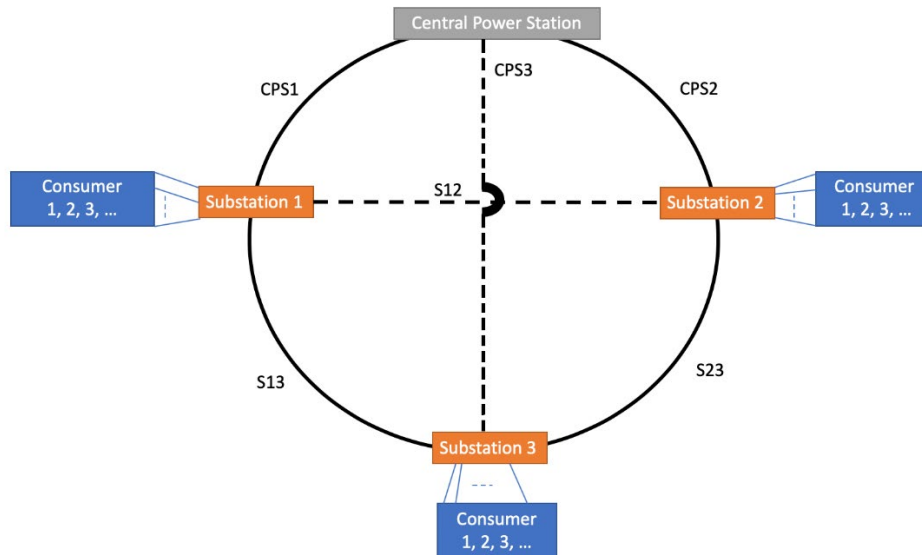 Central Power Station
CPS3
CPS1
CPS2
Consumer
1, 2, 3, ...
Substation 1
S12
Substation 2
Consumer
1, 2, 3, ...
S13
S23
Substation 3
Consumer
1, 2, 3, ...